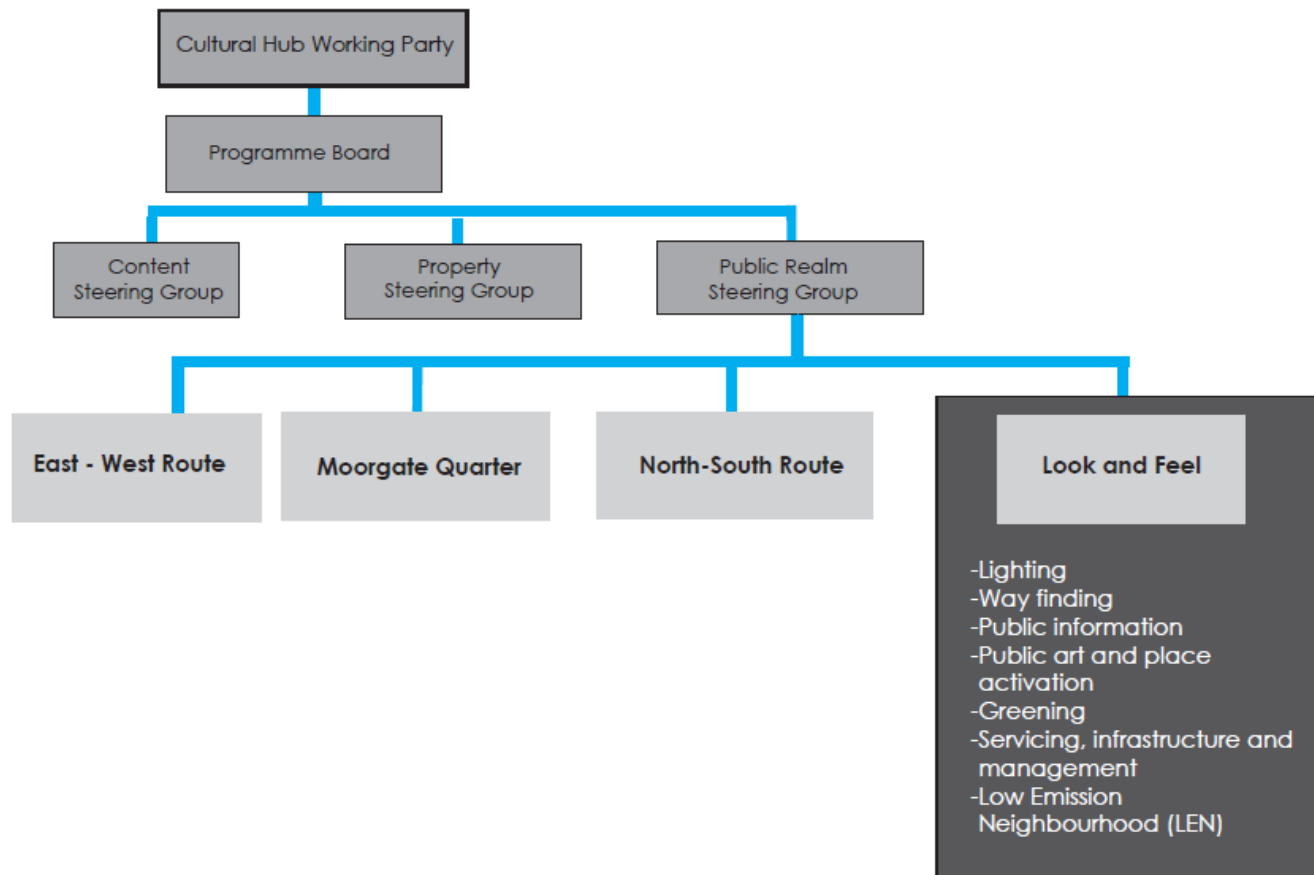 Cultural Hub Working Party
Programme Board
Content
Steering Group
Property
Steering Group
Public Realm
Steering Group
East - West Route
Moorgate Quarter
North-South Route
Look and Feel
-Lighting
-Way finding
-Public information
-Public art and place
activation
-Greening
-Servicing, infrastructure and
management
-Low Emission
Neighbourhood (LEN)